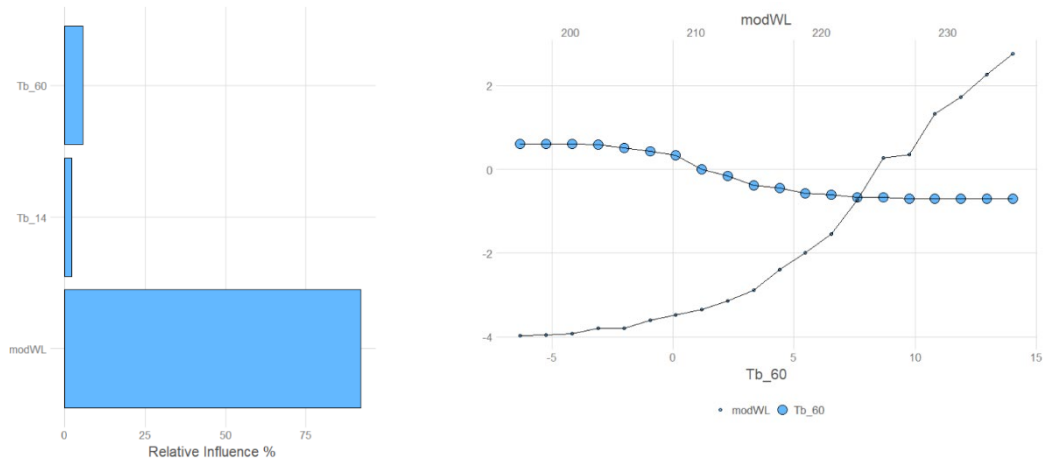 Tb_60
Tb_14
modWL
0 25 50 75
Relative Influence %
modWL
200 210 220 230
2
0
-2
-4
-5 0 5 10 15
Tb_60
modWL Tb_60